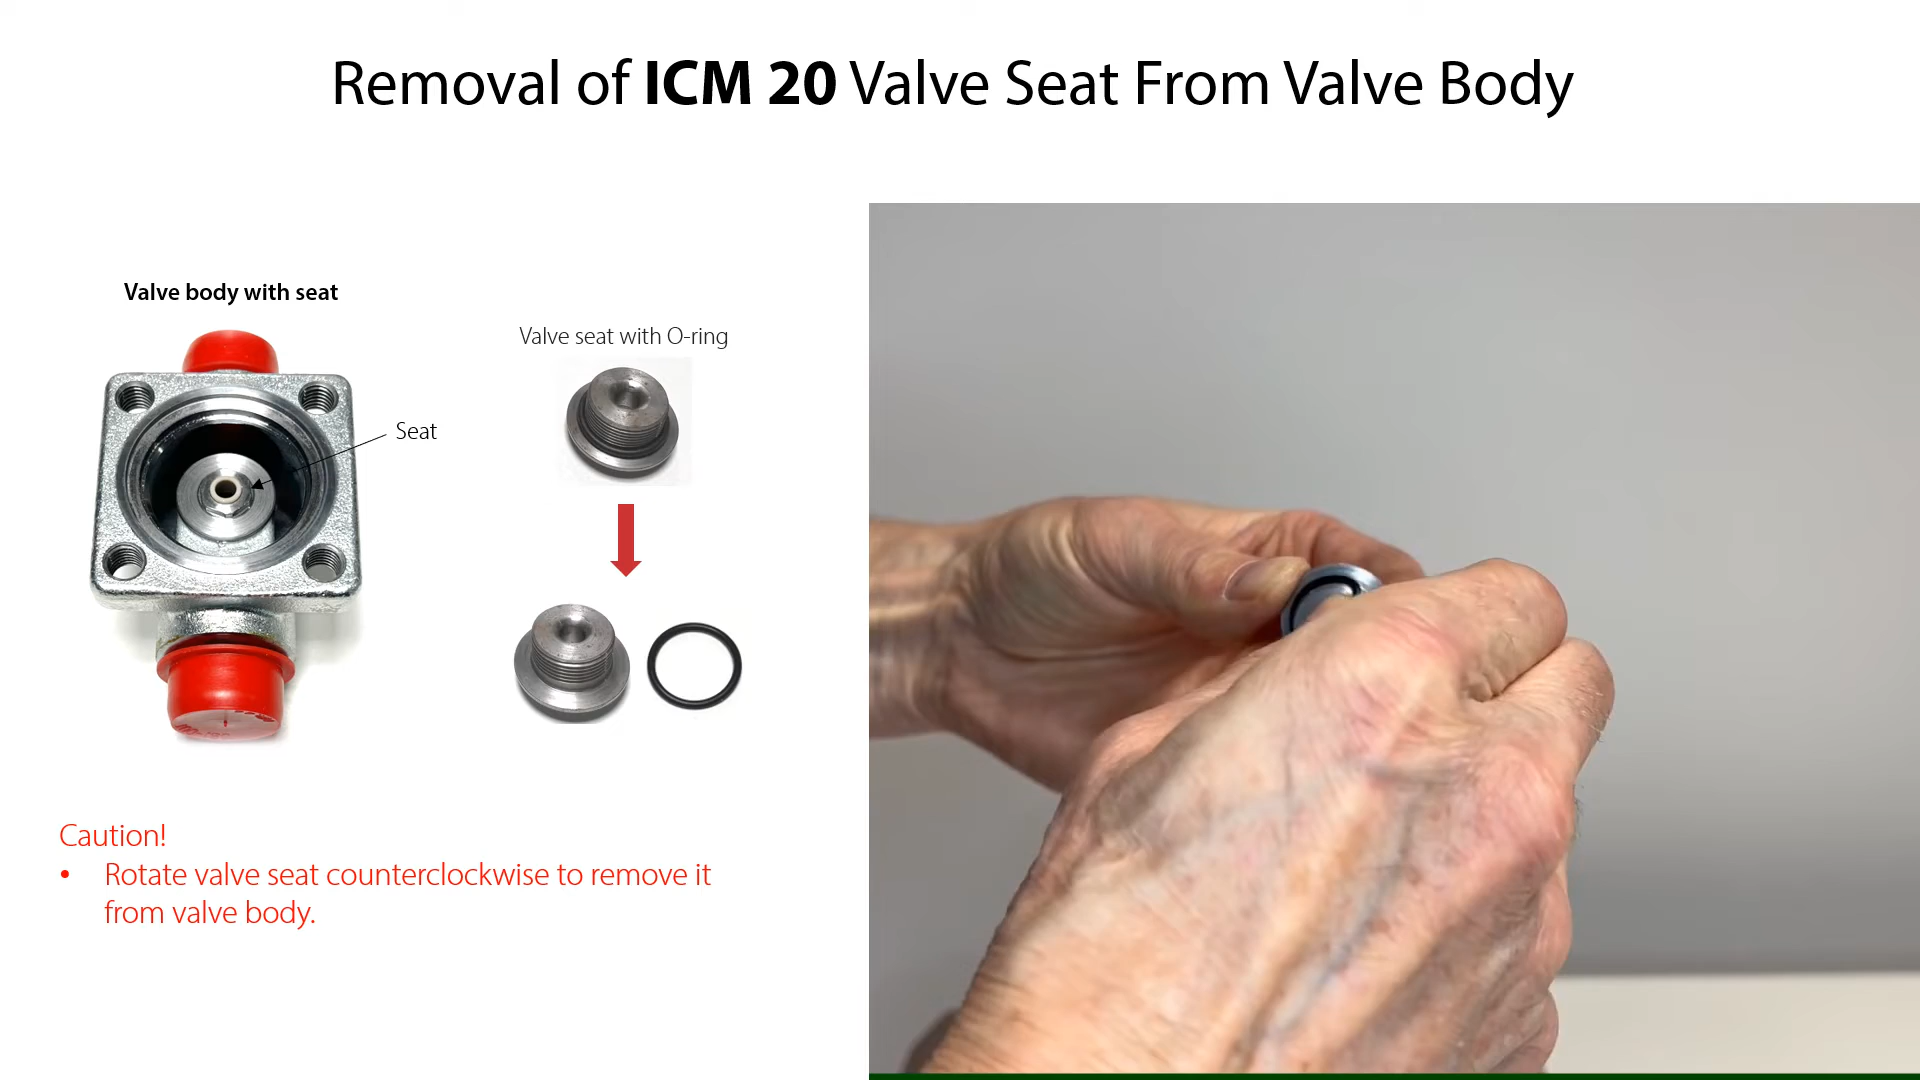 Removal of ICM 20 Valve Seat From Valve Body
Valve body with seat
Valve seat with O-ring
Seat
Caution!
• Rotate valve seat counterclockwise to remove it
from valve body.